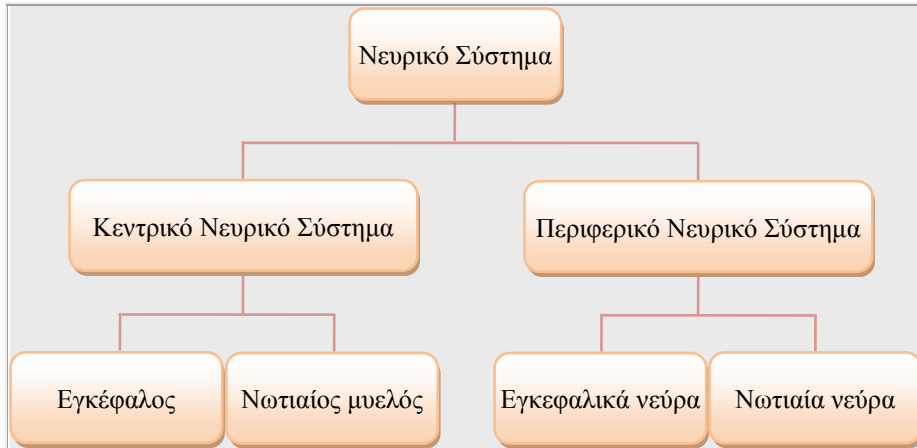 Νευρικό Σύστημα
Κεντρικό Νευρικό Σύστημα
Περιφερικό Νευρικό Σύστημα
Εγκέφαλος
Νωτιαίος μυελός
Εγκεφαλικά νεύρα
Νωτιαία νεύρα